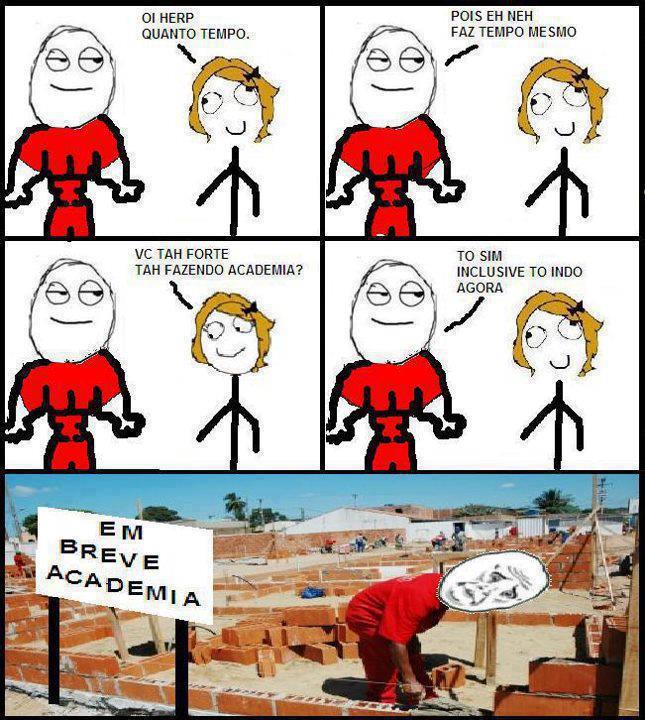 OI HERP
QUANTO TEMPO.
POIS EH NEH
FAZ TEMPO MESMO
VC TAH FORTE
TAH FAZENDO ACADEMIA?
TO SIM
INCLUSIVE TO INDO
AGORA
EM
BREVE
ACADEMIA